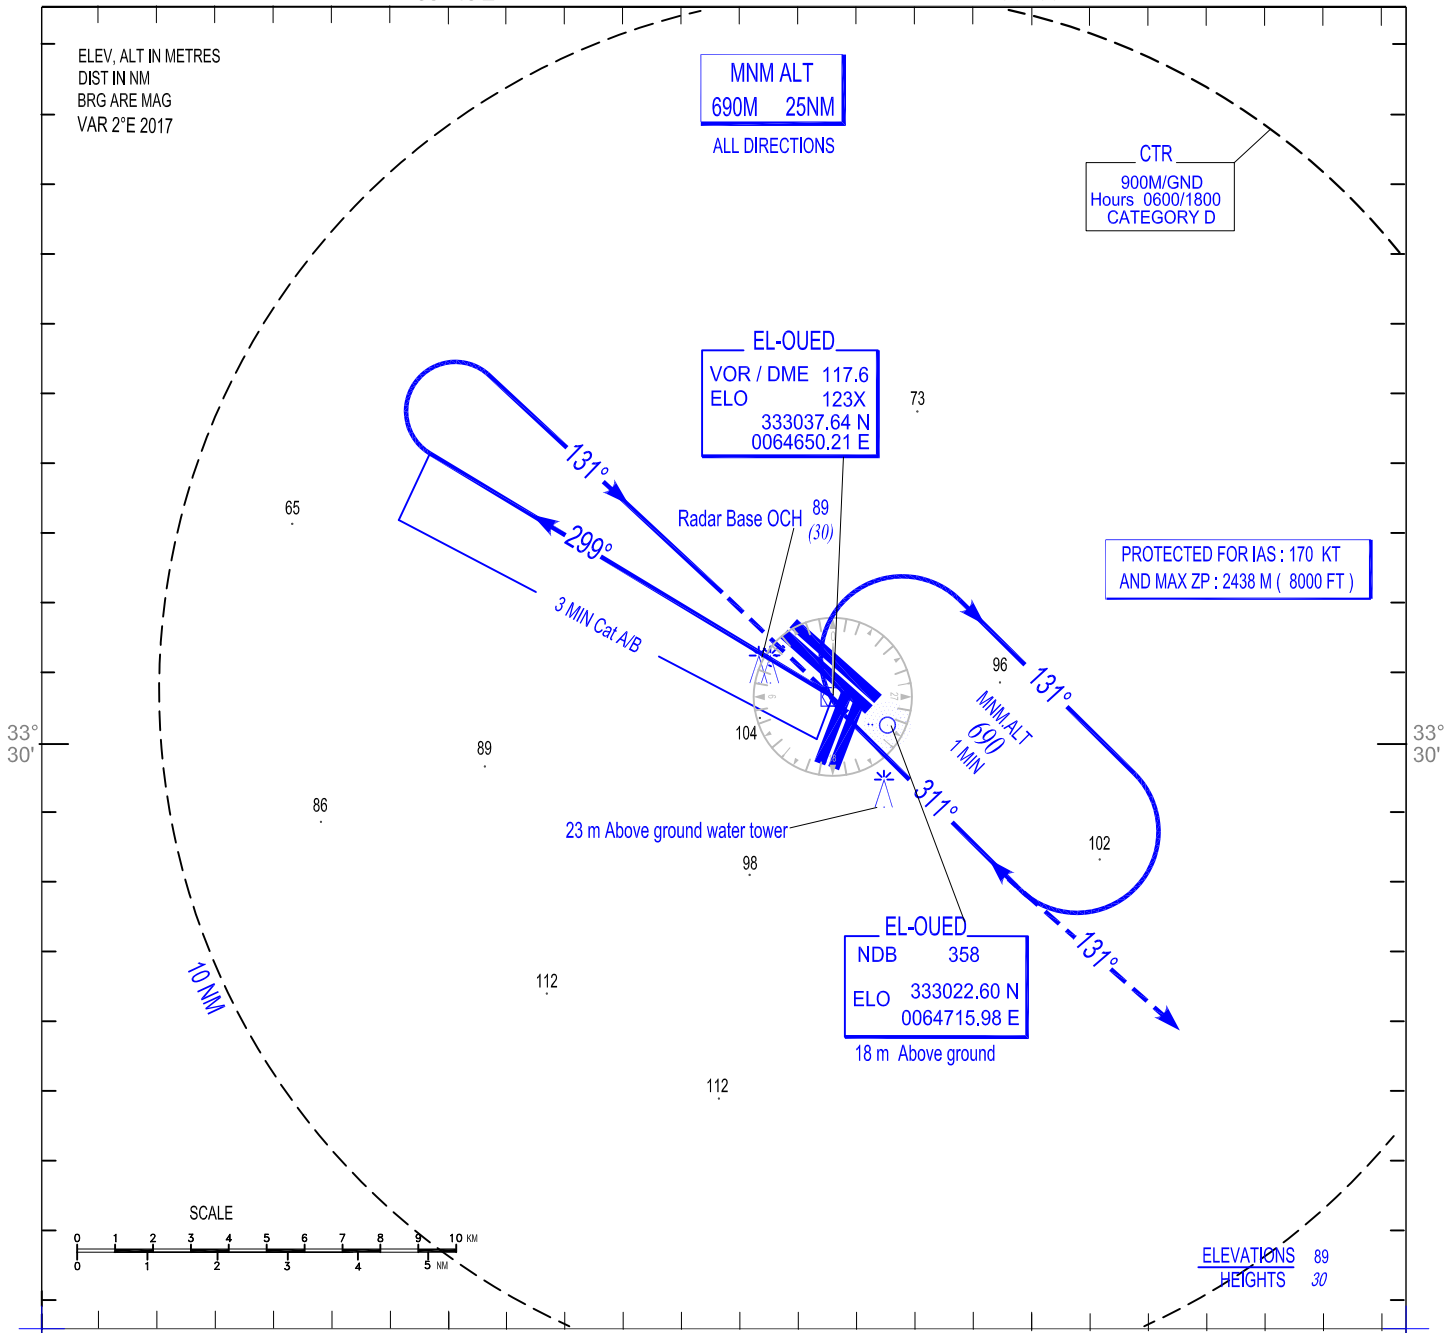 ELEV, ALT IN METRES
DIST IN NM
BRG ARE MAG
VAR 2°E 2017
MNM ALT
690M 25NM
ALL DIRECTIONS
CTR
900M/GND
Hours 0600/1800
CATEGORY D
EL-OUED
VOR / DME 117.6
ELO 123X
333037.64 N
0064650.21 E
73
131°
65
Radar Base OCH 89
(30)
299°
PROTECTED FOR IAS : 170 KT
AND MAX ZP : 2438 M ( 8000 FT )
3 MIN Cat A/B
96
131°
MNM.ALT
690
1 MIN
104
33°
30'
33°
30'
89
86
311°
23 m Above ground water tower
98
102
EL-OUED
NDB 358
ELO 333022.60 N
0064715.98 E
18 m Above ground
131°
10 NM
112
112
SCALE
0 1 2 3 4 5 6 7 8 9 10 KM
0 1 2 3 4 5 NM
ELEVATIONS 89
HEIGHTS 30